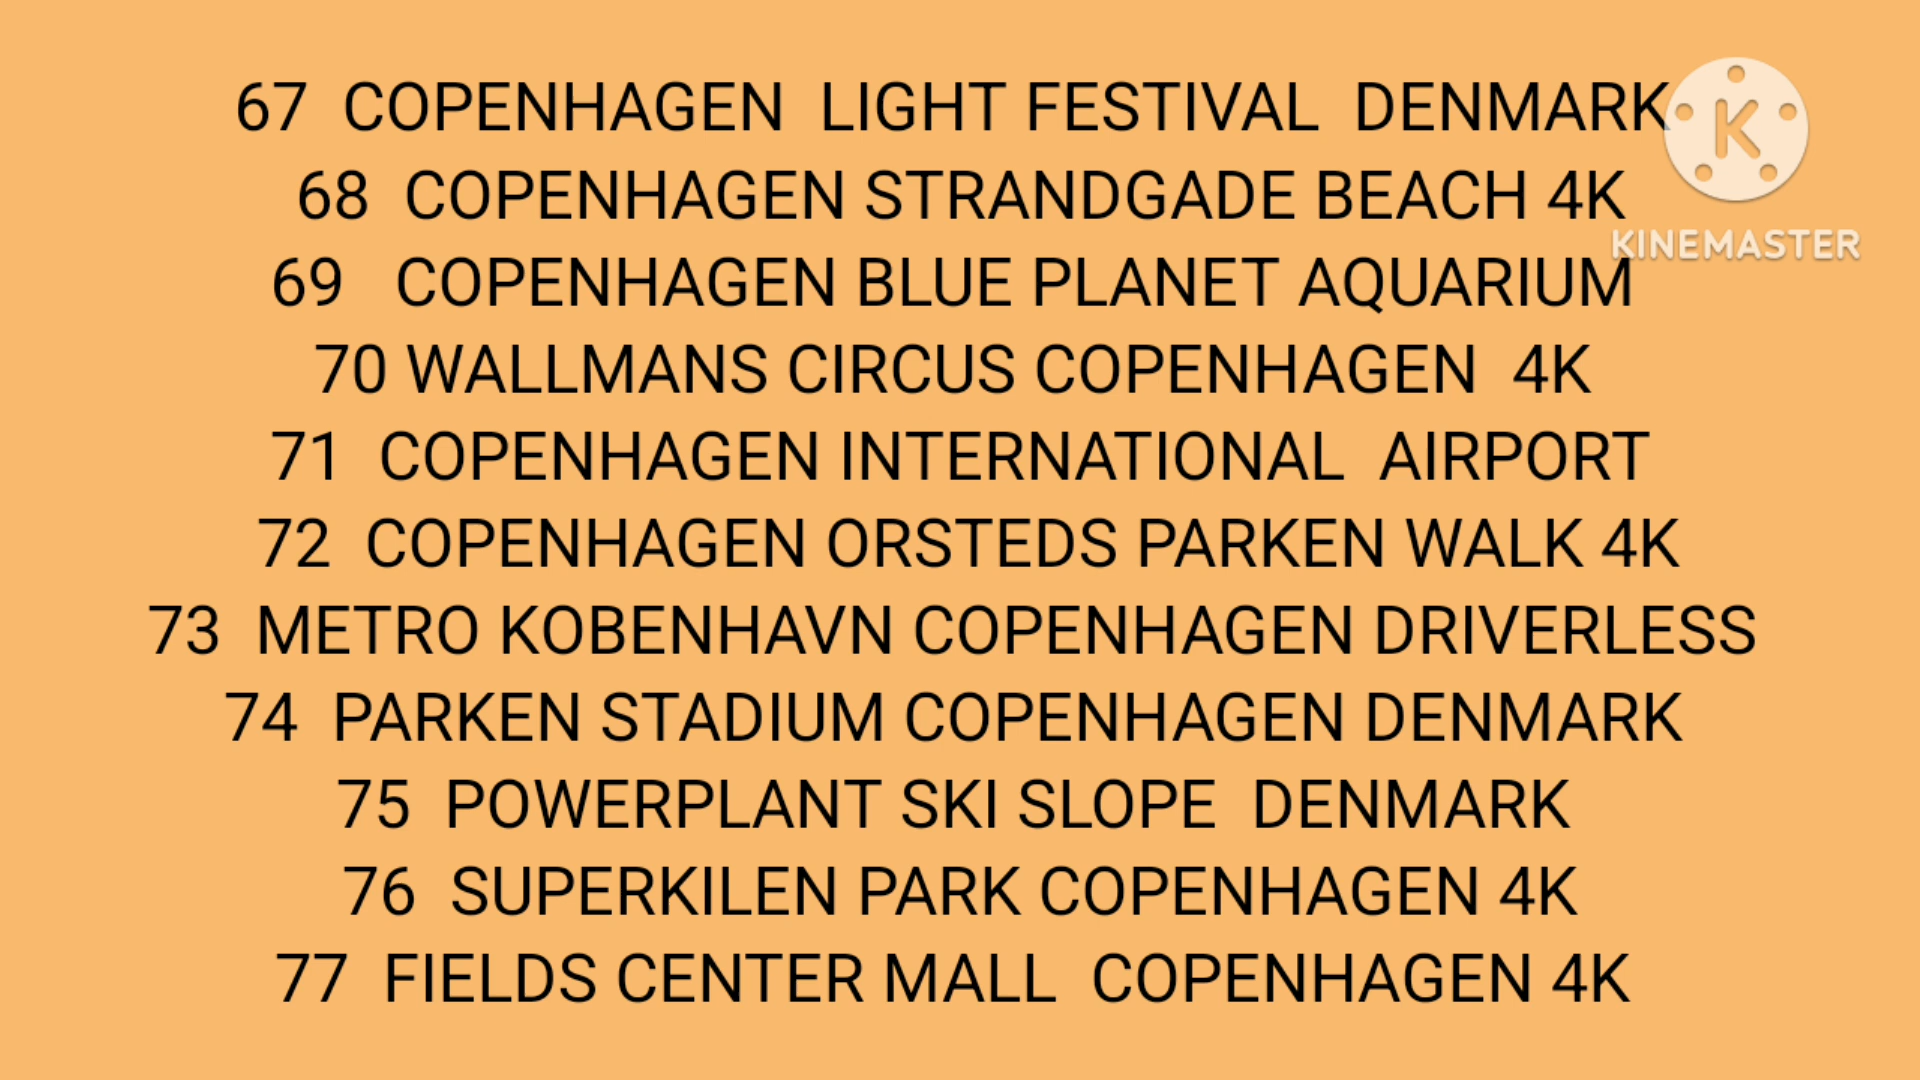 67 COPENHAGEN LIGHT FESTIVAL DENMARK
68 COPENHAGEN STRANDGADE BEACH 4K
KINEMASTER
69 COPENHAGEN BLUE PLANET AQUARIUM
70 WALLMANS CIRCUS COPENHAGEN 4K
71 COPENHAGEN INTERNATIONAL AIRPORT
72 COPENHAGEN ORSTEDS PARKEN WALK 4K
73 METRO KOBENHAVN COPENHAGEN DRIVERLESS
74 PARKEN STADIUM COPENHAGEN DENMARK
75 POWERPLANT SKI SLOPE DENMARK
76 SUPERKILEN PARK COPENHAGEN 4K
77 FIELDS CENTER MALL COPENHAGEN 4K